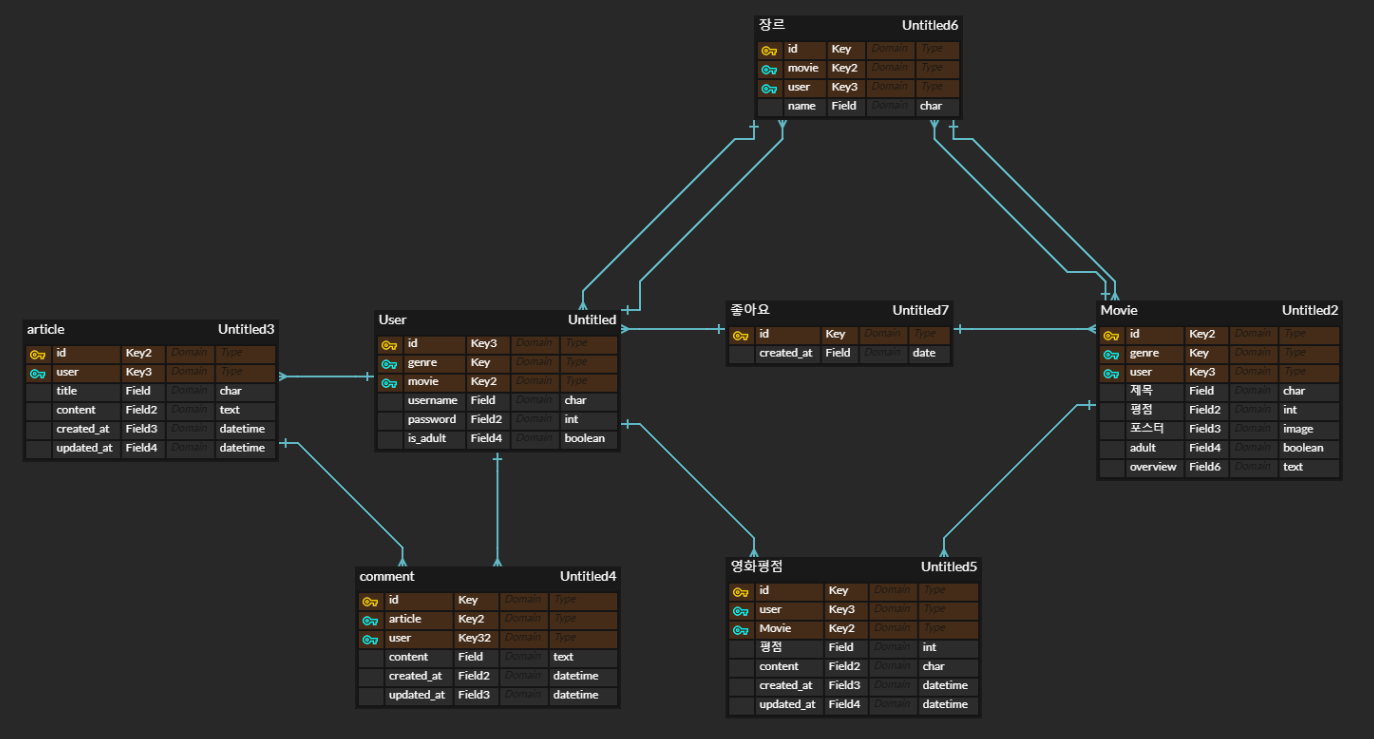 장르 Untitled6
id Key Domain Type
movie Key2 Domain Type
user Key3 Domain Type
name Field Domain char
article Untitled3
id Key2 Domain Type
user Key3 Domain Type
title Field Domain char
content Field2 Domain text
created_at Field3 Domain datetime
updated_at Field4 Domain datetime
User Untitled
id Key3 Domain Type
genre Key Domain Type
movie Key2 Domain Type
username Field Domain char
password Field2 Domain int
is_adult Field4 Domain boolean
좋아요 Untitled7
id Key Domain Type
created_at Field Domain date
Movie Untitled2
id Key2 Domain Type
genre Key Domain Type
user Key3 Domain Type
제목 Field Domain char
평점 Field2 Domain int
포스터 Field3 Domain image
adult Field4 Domain boolean
overview Field6 Domain text
comment Untitled4
id Key Domain Type
article Key2 Domain Type
user Key32 Domain Type
content Field Domain text
created_at Field2 Domain datetime
updated_at Field3 Domain datetime
영화평점 Untitled5
id Key Domain Type
user Key3 Domain Type
Movie Key2 Domain Type
평점 Field Domain int
content Field2 Domain char
created_at Field3 Domain datetime
updated_at Field4 Domain datetime